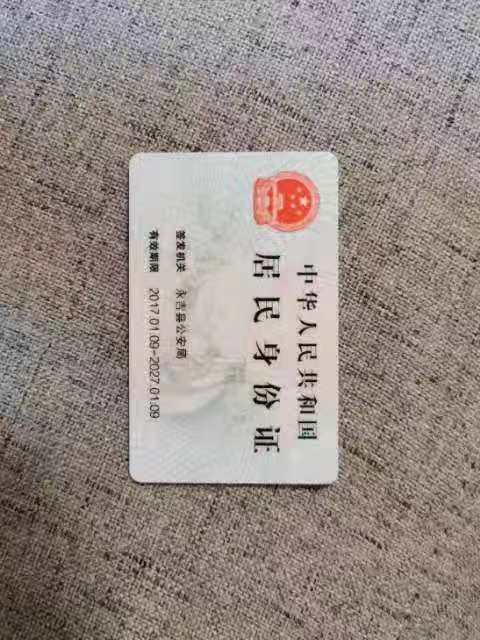 中华人民共和国
居民身份证
签发机关 永吉县公安局
有效期限 2017.01.09-2027.01.09